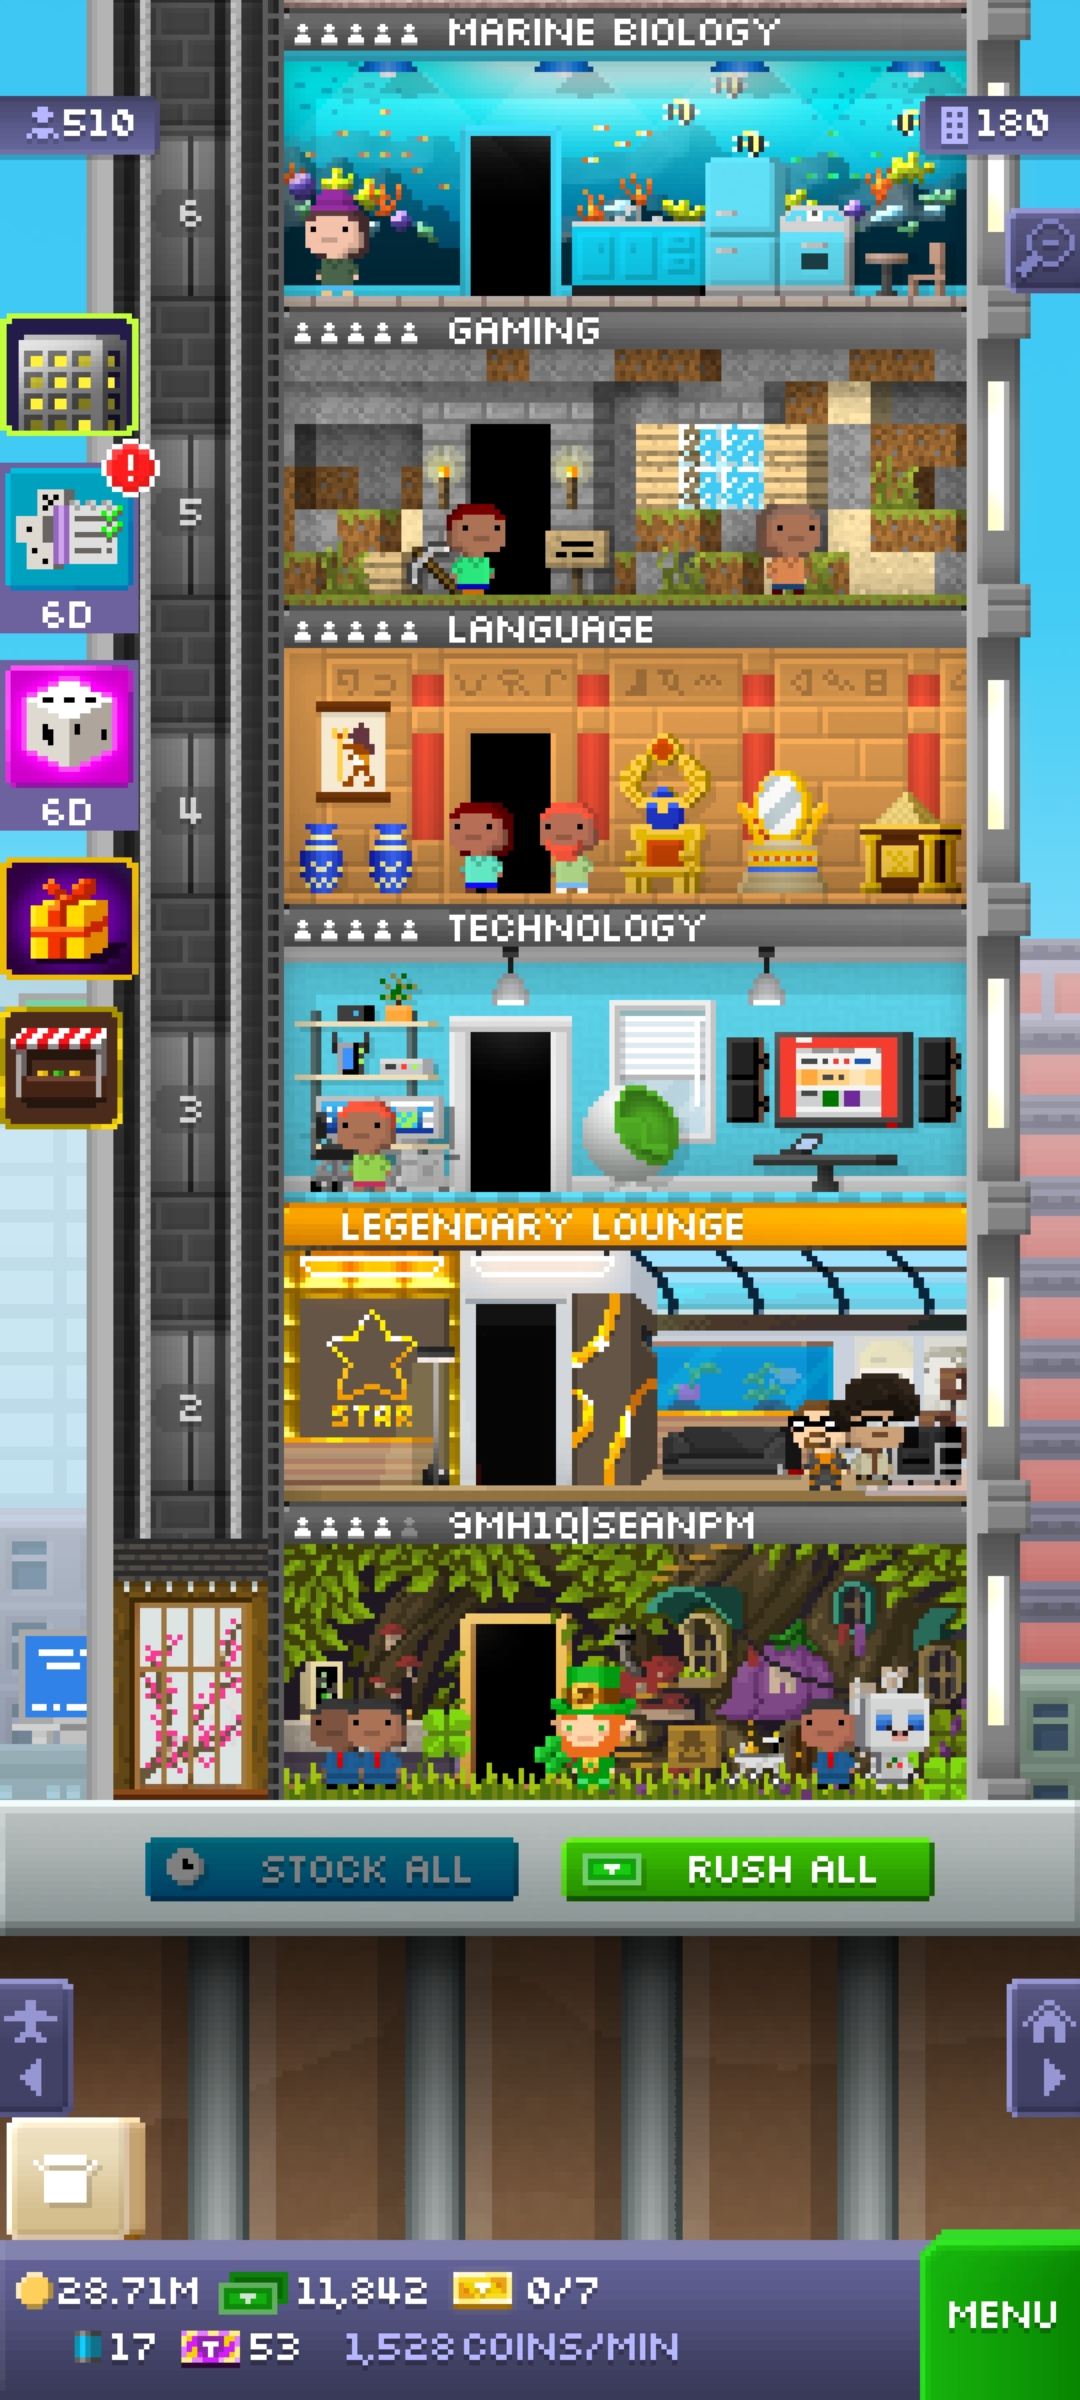 MARINE BIOLOGY
510
180
6
GAMING
5
6D
LANGUAGE
6D
4
TECHNOLOGY
3
LEGENDARY LOUNGE
STAR
2
9MH1Q|SEANPM
STOCK ALL
RUSH ALL
28.71M 11,842 0/7
MENU
17 53 1,528 COINS/MIN